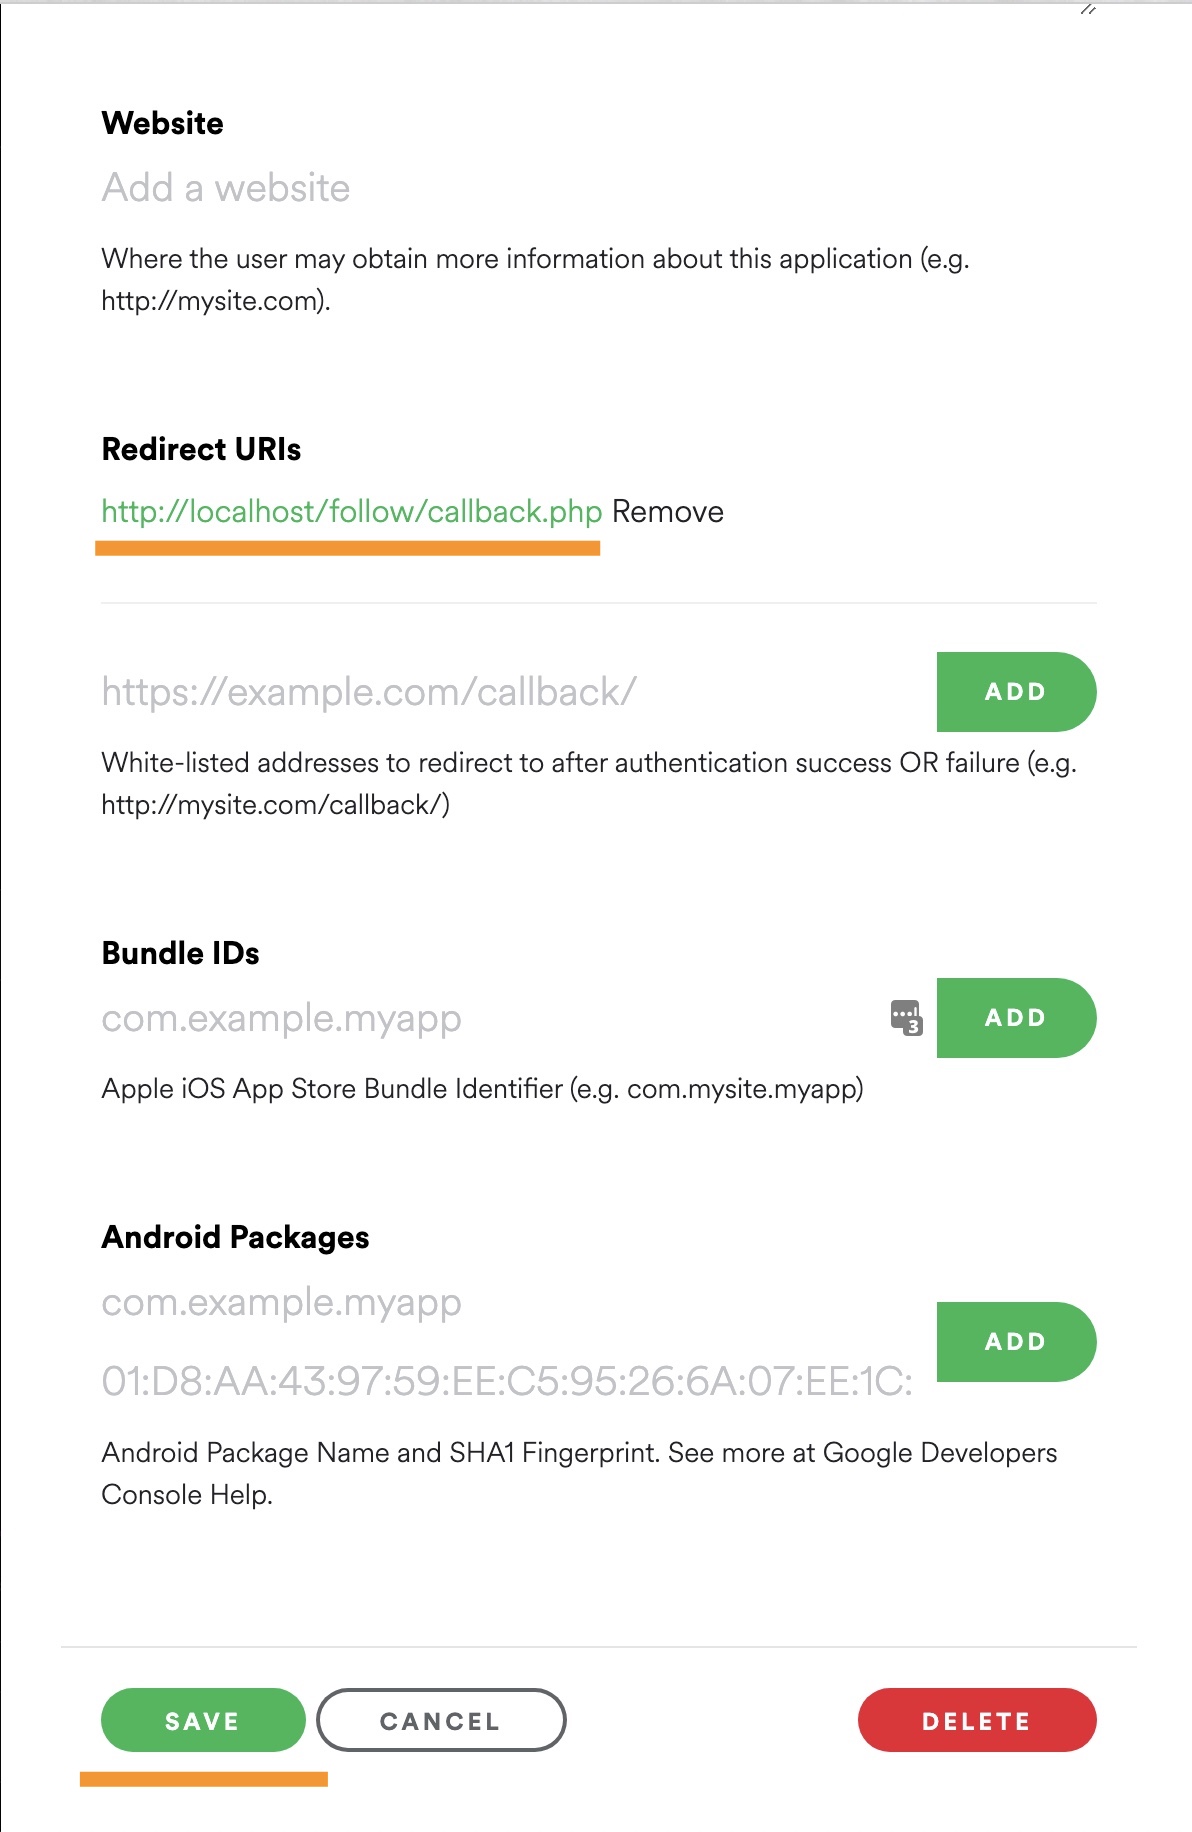 Website
Add a website
Where the user may obtain more information about this application (e.g.
http://mysite.com).
Redirect URIs
http://localhost/follow/callback.php Remove
https://example.com/callback/
ADD
White-listed addresses to redirect to after authentication success OR failure (e.g.
http://mysite.com/callback/)
Bundle IDs
com.example.myapp
3
ADD
Apple iOS App Store Bundle Identifier (e.g. com.mysite.myapp)
Android Packages
com.example.myapp
ADD
01:D8:AA:43:97:59:EE:C5:95:26:6A:07:EE:1C:
Android Package Name and SHA1 Fingerprint. See more at Google Developers
Console Help.
SAVE
CANCEL
DELETE